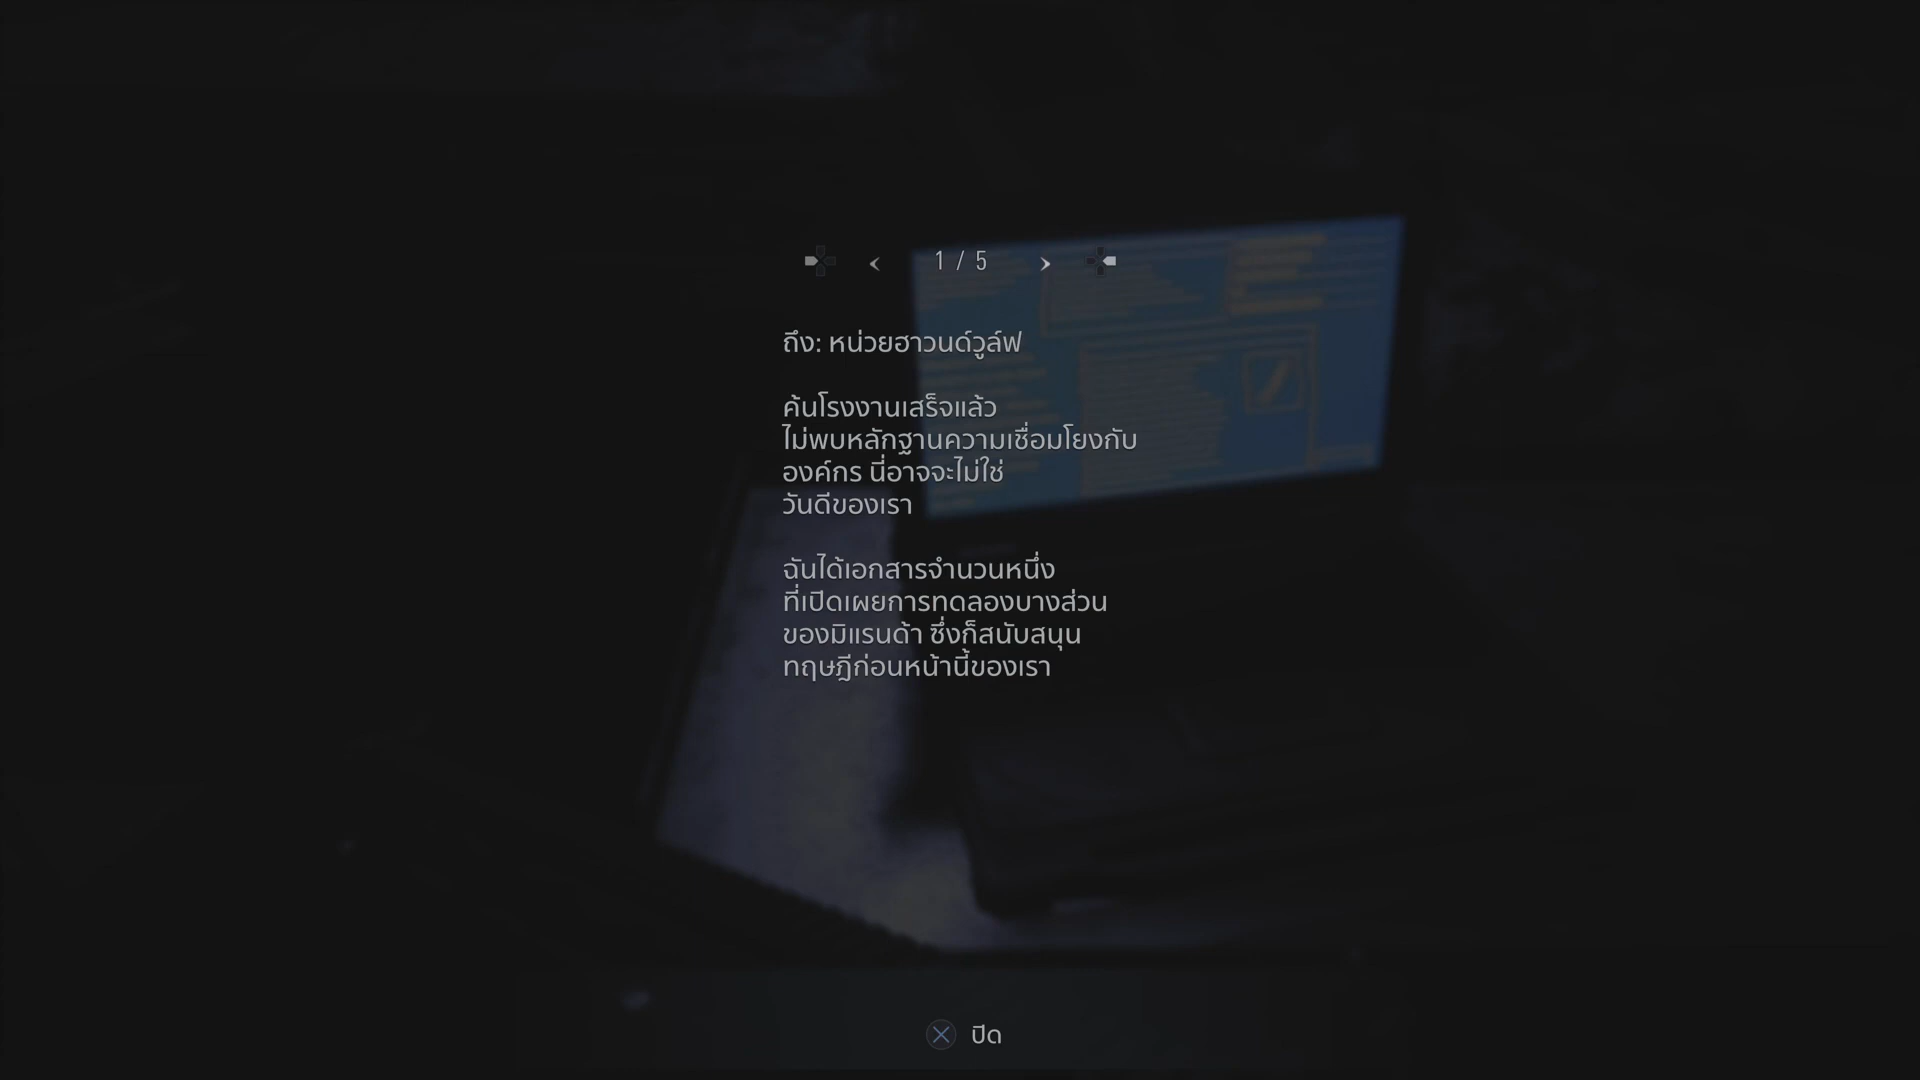 1 / 5
ถึง: หน่วยฮาวนด์วูล์ฟ
ค้นโรงงานเสร็จแล้ว
ไม่พบหลักฐานความเชื่อมโยงกับ
องค์กร นี่อาจจะไม่ใช่
วันดีของเรา
ฉันได้เอกสารจำนวนหนึ่ง
ที่เปิดเผยการทดลองบางส่วน
ของมิแรนด้า ซึ่งก็สนับสนุน
ทฤษฎีก่อนหน้านี้ของเรา
ปิด